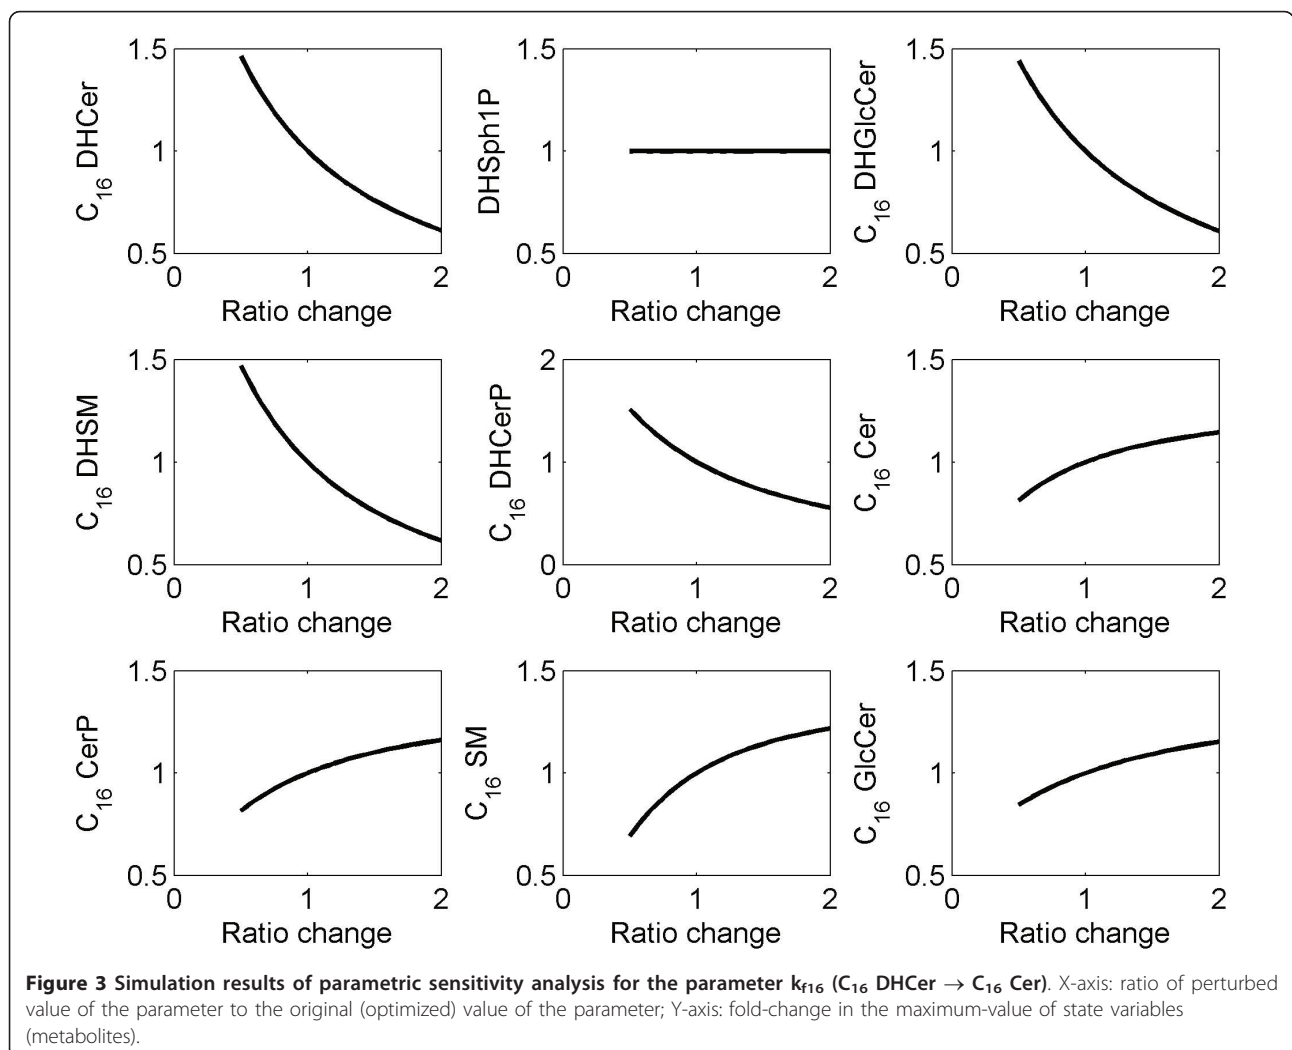 1.5
1
0.5
0
1
2
C16 DHCer
Ratio change
1.5
1
0.5
0
1
2
DHSph1P
Ratio change
1.5
1
0.5
0
1
2
C16 DHGlcCer
Ratio change
1.5
1
0.5
0
1
2
C16 DHSM
Ratio change
2
1
0
0
1
2
C16 DHCerP
Ratio change
1.5
1
0.5
0
1
2
C16 Cer
Ratio change
1.5
1
0.5
0
1
2
C16 CerP
Ratio change
1.5
1
0.5
0
1
2
C16 SM
Ratio change
1.5
1
0.5
0
1
2
C16 GlcCer
Ratio change
Figure 3 Simulation results of parametric sensitivity analysis for the parameter kf16 (C16 DHCer → C16 Cer). X-axis: ratio of perturbed
value of the parameter to the original (optimized) value of the parameter; Y-axis: fold-change in the maximum-value of state variables
(metabolites).